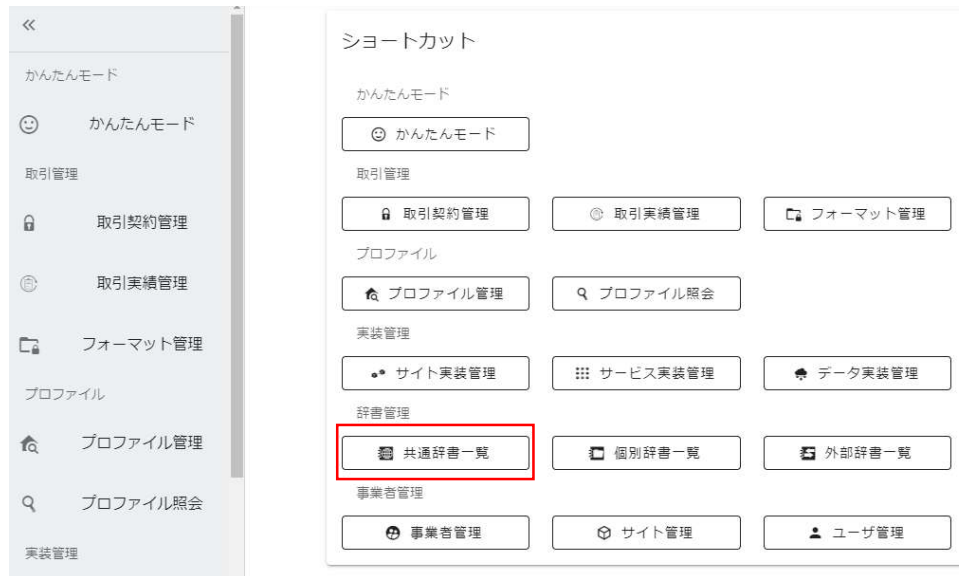 かんたんモード
かんたんモード
取引管理
取引契約管理
取引実績管理
フォーマット管理
プロファイル
プロファイル管理
プロファイル照会
実装管理
ショートカット
かんたんモード
かんたんモード
取引管理
取引契約管理 取引実績管理 フォーマット管理
プロファイル
プロファイル管理 プロファイル照会
実装管理
サイト実装管理 サービス実装管理 データ実装管理
辞書管理
共通辞書一覧 個別辞書一覧 外部辞書一覧
事業者管理
事業者管理 サイト管理 ユーザ管理